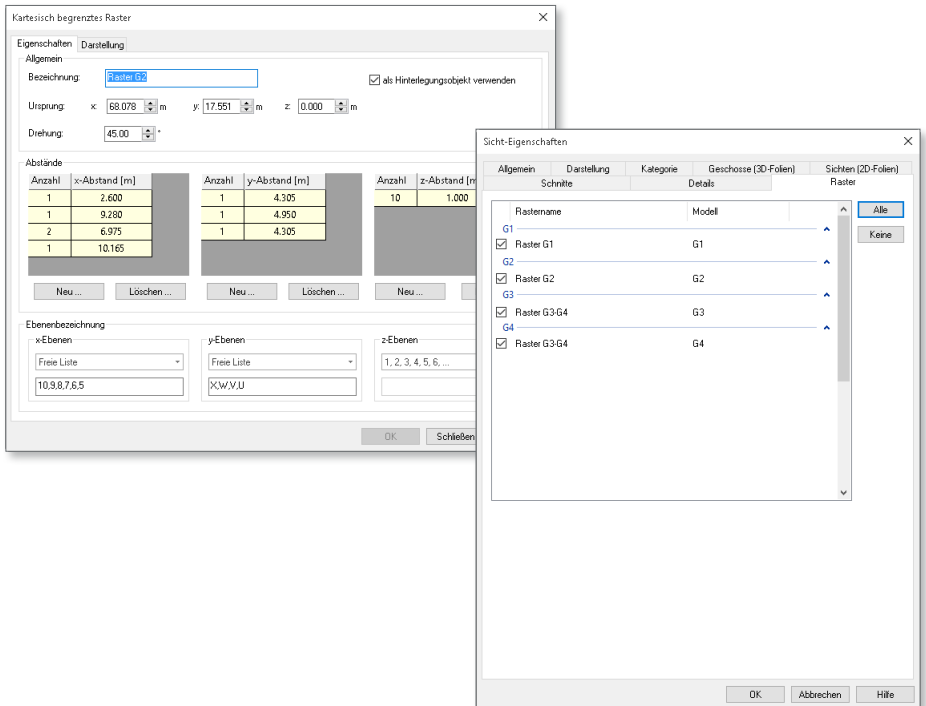 Kartesisch begrenztes Raster
Eigenschaften Darstellung
Allgemein
Bezeichnung: Raster G2 als Hinterlegungsobjekt verwenden
Ursprung: x: 68.078 m y: 17.551 m z: 0.000 m
Drehung: 45.00 °
Abstände
Anzahl x-Abstand [m] Anzahl y-Abstand [m] Anzahl z-Abstand [m
1 2.600 1 4.305 10 1.000
1 9.280 1 4.950
2 6.975 1 4.305
1 10.165
Neu ... Löschen ... Neu ... Löschen ... Neu ...
Ebenenbezeichnung
x-Ebenen y-Ebenen z-Ebenen
Freie Liste Freie Liste 1, 2, 3, 4, 5, 6, ...
10,9,8,7,6,5 X,W,V,U
OK Schließen
Sicht-Eigenschaften
Allgemein Darstellung Kategorie Geschosse (3D-Folien) Sichten (2D-Folien)
Schnitte Details Raster
Rastername Modell Alle
G1 Keine
Raster G1 G1
G2
Raster G2 G2
G3
Raster G3-G4 G3
G4
Raster G3-G4 G4
OK Abbrechen Hilfe